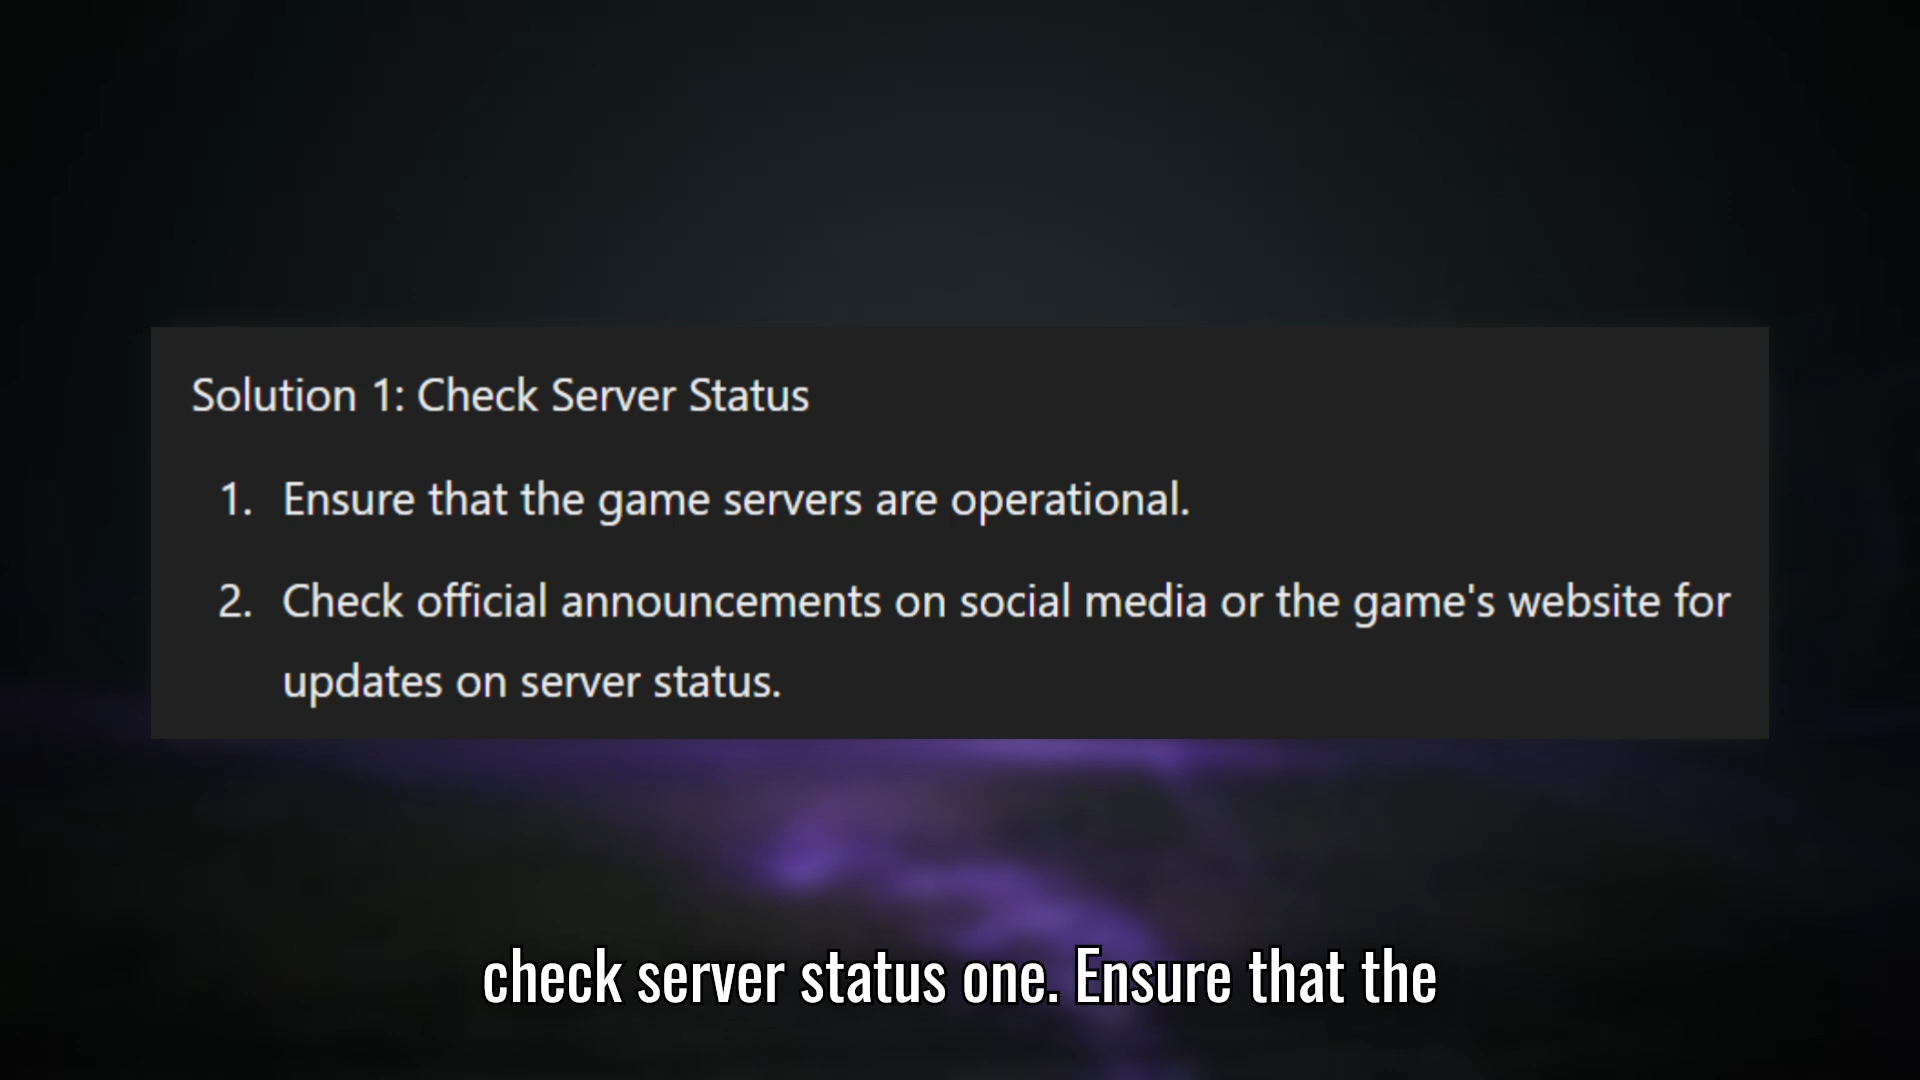 Solution 1: Check Server Status
1. Ensure that the game servers are operational.
2. Check official announcements on social media or the game's website for
updates on server status.
check server status one. Ensure that the